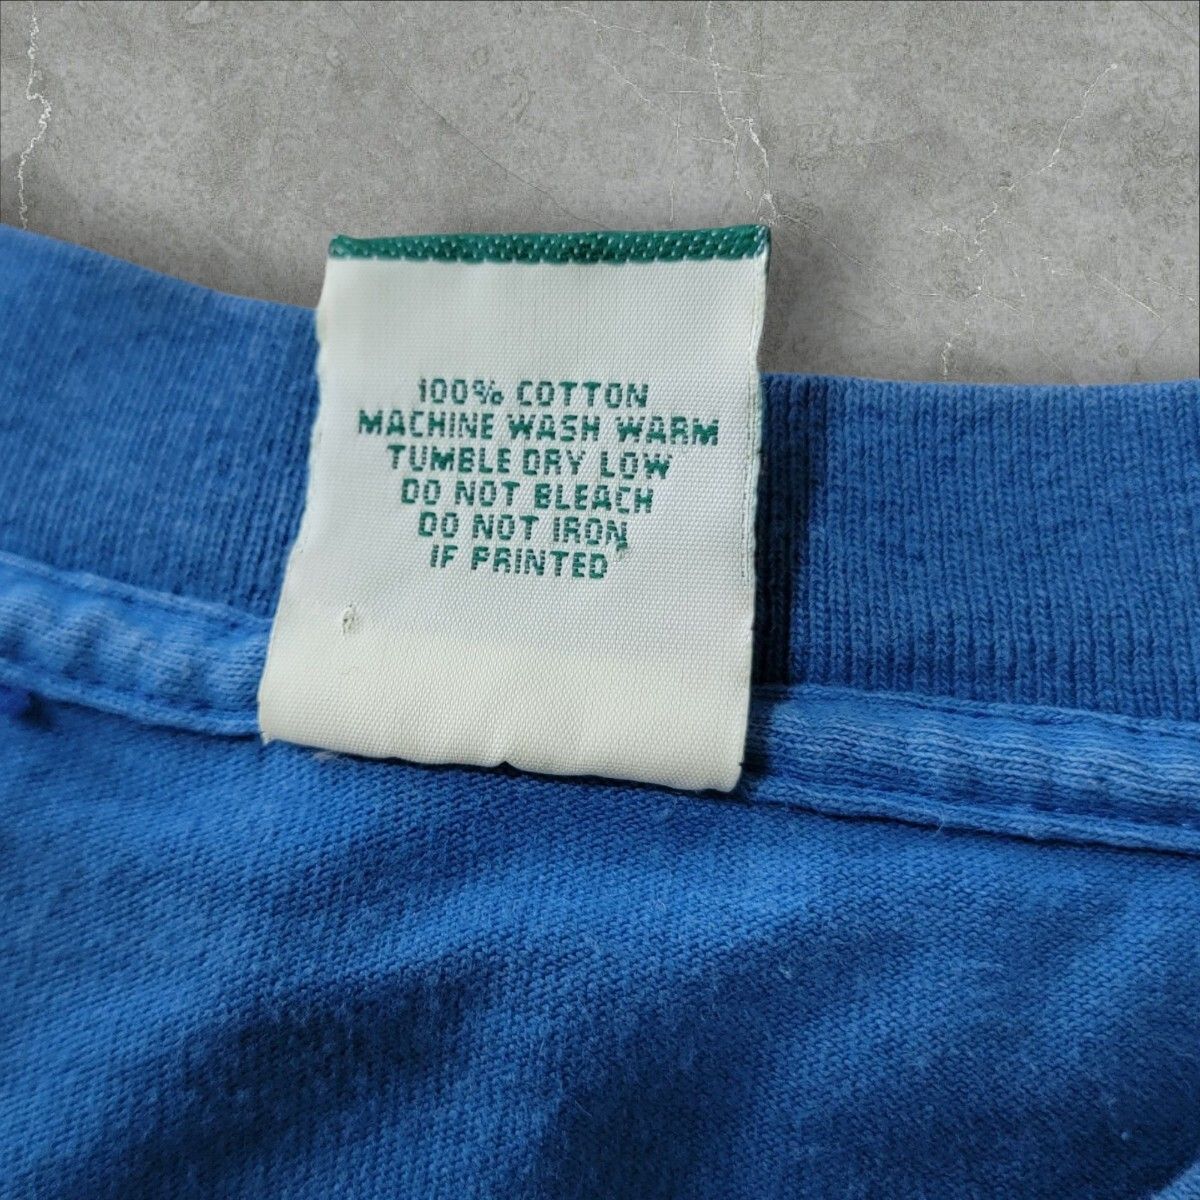 100% COTTON
MACHINE WASH WARM
TUMBLE DRY LOW
DO NOT BLEACH
DO NOT IRON
IF PRINTED